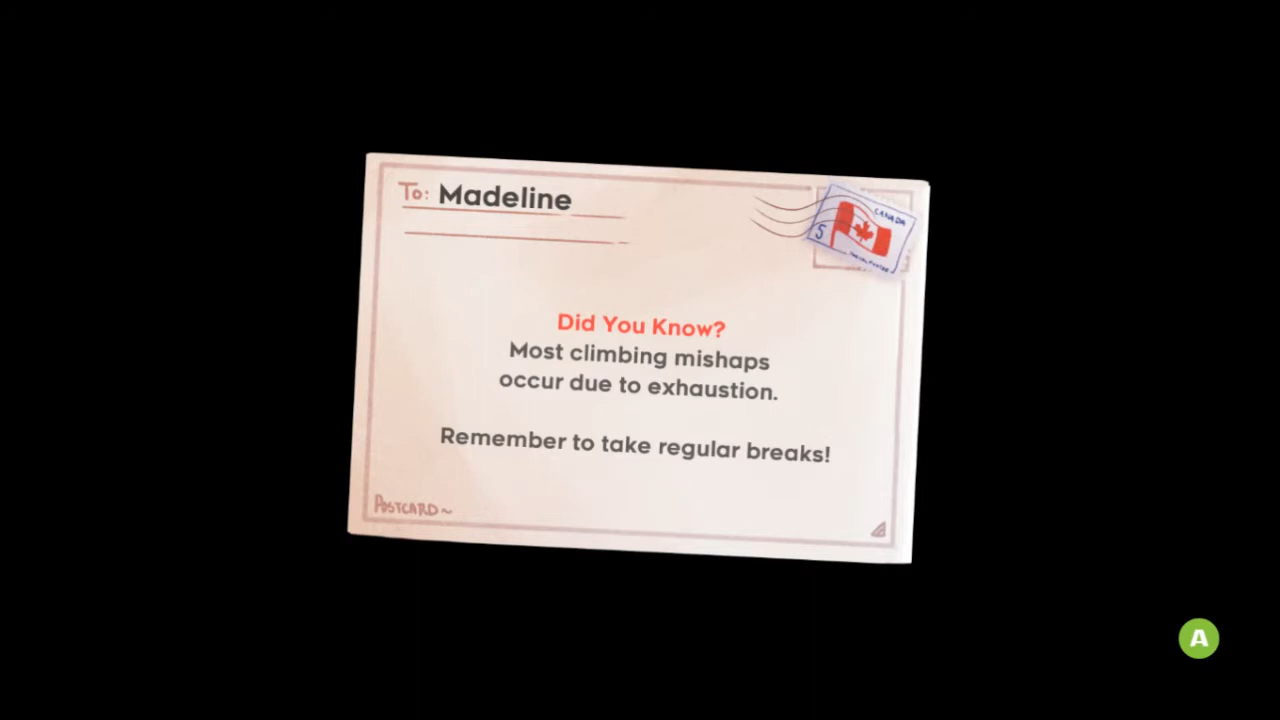 To: Madeline
CANADA
5
Did You Know?
Most climbing mishaps
occur due to exhaustion.
Remember to take regular breaks!
POSTCARD~
A